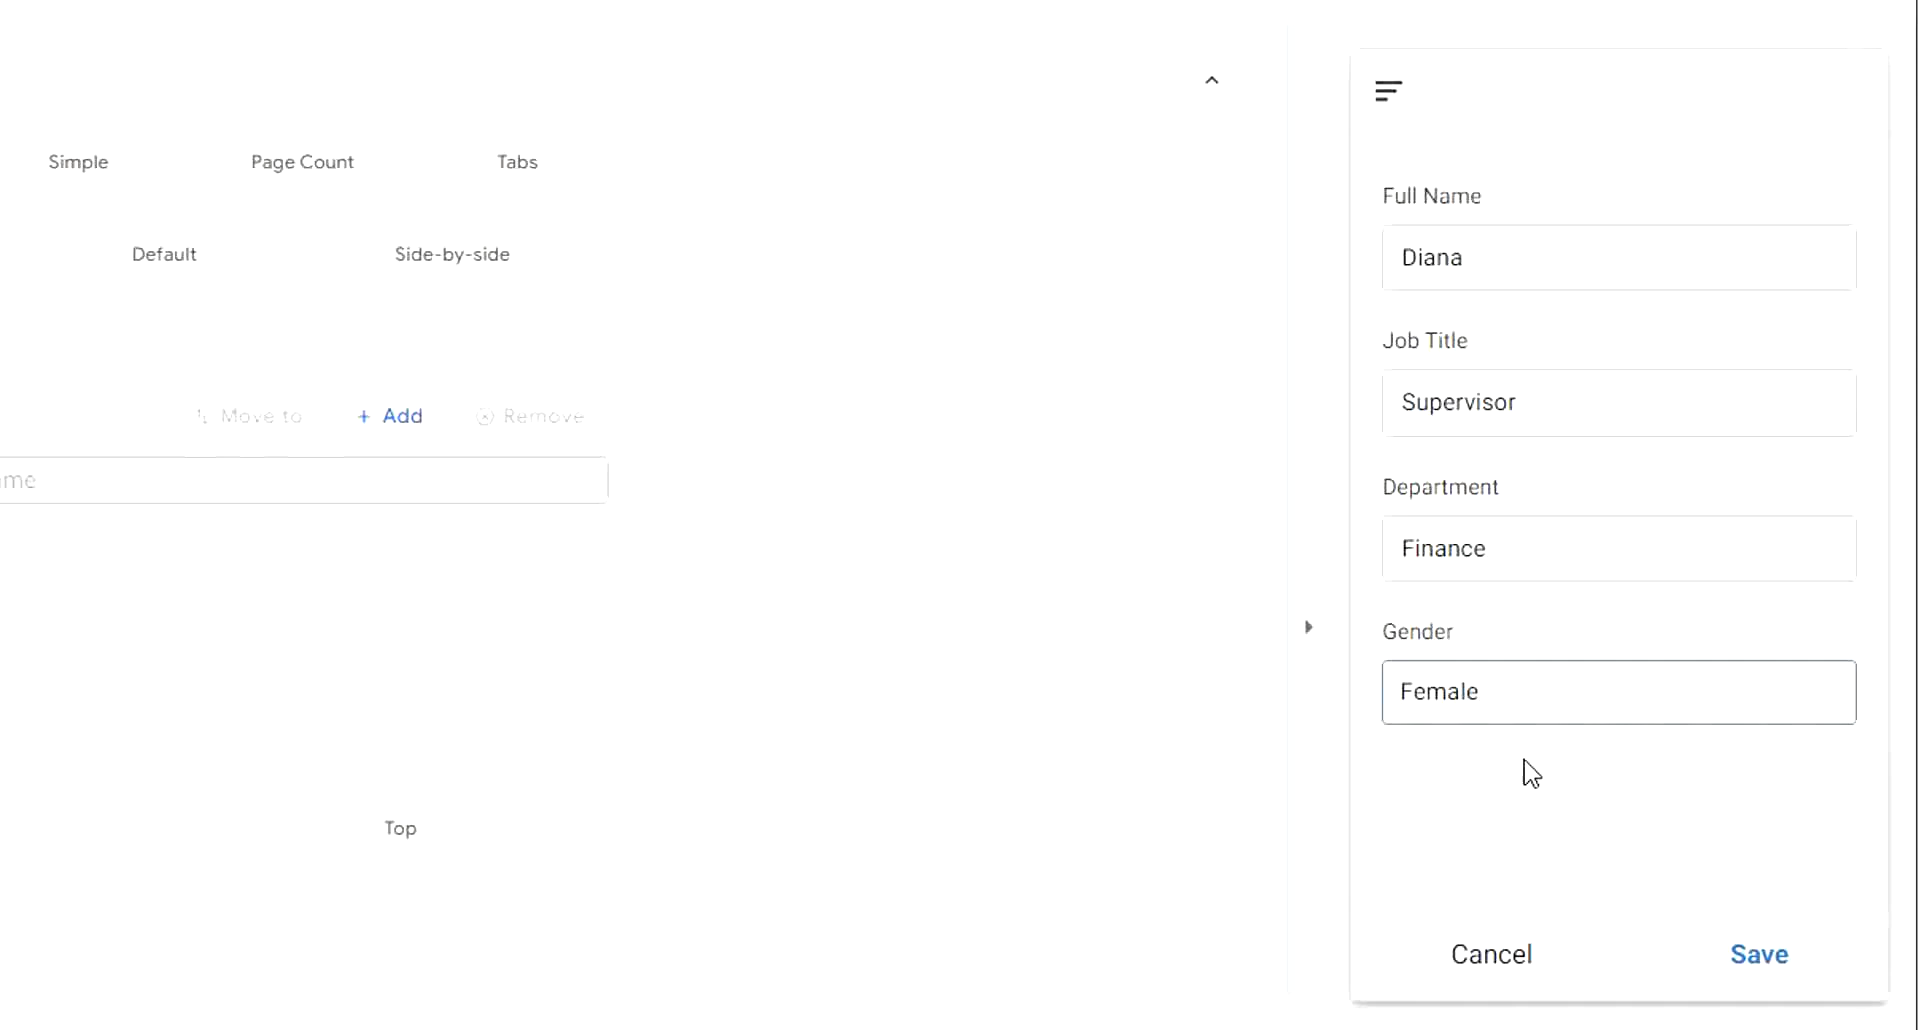 Simple Page Count Tabs
Default Side-by-side
Move to + Add Remove
me
Top
Full Name
Diana
Job Title
Supervisor
Department
Finance
Gender
Female
Cancel Save